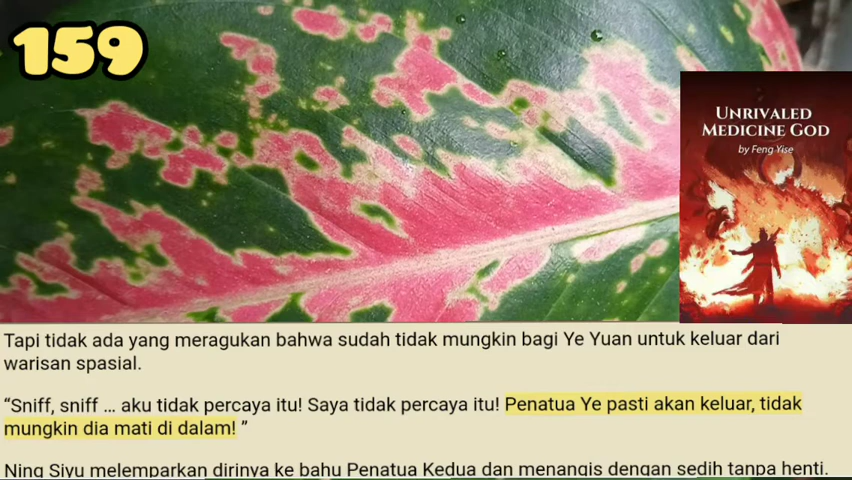 159
UNRIVALED
MEDICINE GOD
by Feng Yise
Tapi tidak ada yang meragukan bahwa sudah tidak mungkin bagi Ye Yuan untuk keluar dari
warisan spasial.
“Sniff, sniff ... aku tidak percaya itu! Saya tidak percaya itu! Penatua Ye pasti akan keluar, tidak
mungkin dia mati di dalam! ”
Ning Siyu melemparkan dirinya ke bahu Penatua Kedua dan menangis dengan sedih tanpa henti.